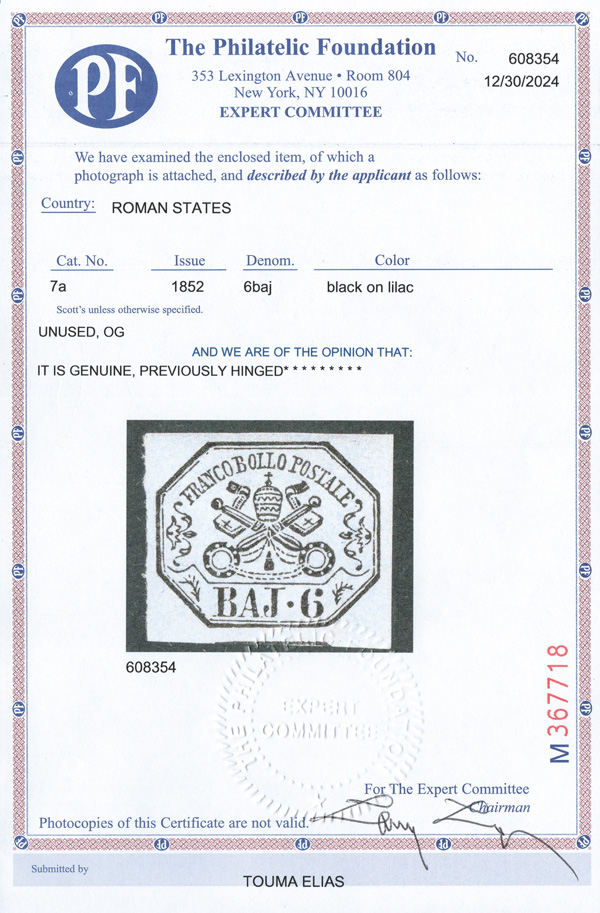 PF
The Philatelic Foundation
353 Lexington Avenue • Room 804
New York, NY 10016
EXPERT COMMITTEE
No. 608354
12/30/2024
We have examined the enclosed item, of which a
photograph is attached, and described by the applicant as follows:
Country: ROMAN STATES
Cat. No. Issue Denom. Color
7a 1852 6baj black on lilac
Scott's unless otherwise specified.
UNUSED, OG
AND WE ARE OF THE OPINION THAT:
IT IS GENUINE, PREVIOUSLY HINGED* * * * * * * * *
FRANCO BOLLO POSTALE
BAJ·6
608354
THE PHILATELIC FOUNDATION
EXPERT
COMMITTEE
M 367718
For The Expert Committee
Chairman
Photocopies of this Certificate are not valid.
Submitted by
TOUMA ELIAS